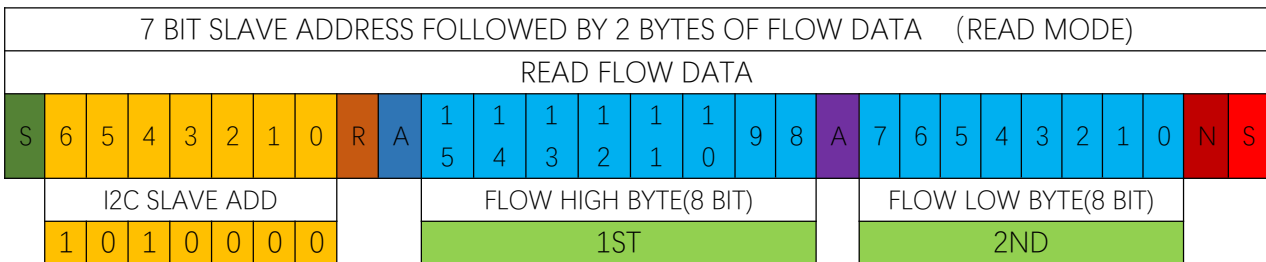 7 BIT SLAVE ADDRESS FOLLOWED BY 2 BYTES OF FLOW DATA （READ MODE）
READ FLOW DATA
S 6 5 4 3 2 1 0 R A 15 14 13 12 11 10 9 8 A 7 6 5 4 3 2 1 0 N S
I2C SLAVE ADD FLOW HIGH BYTE(8 BIT) FLOW LOW BYTE(8 BIT)
1 0 1 0 0 0 0 1ST 2ND